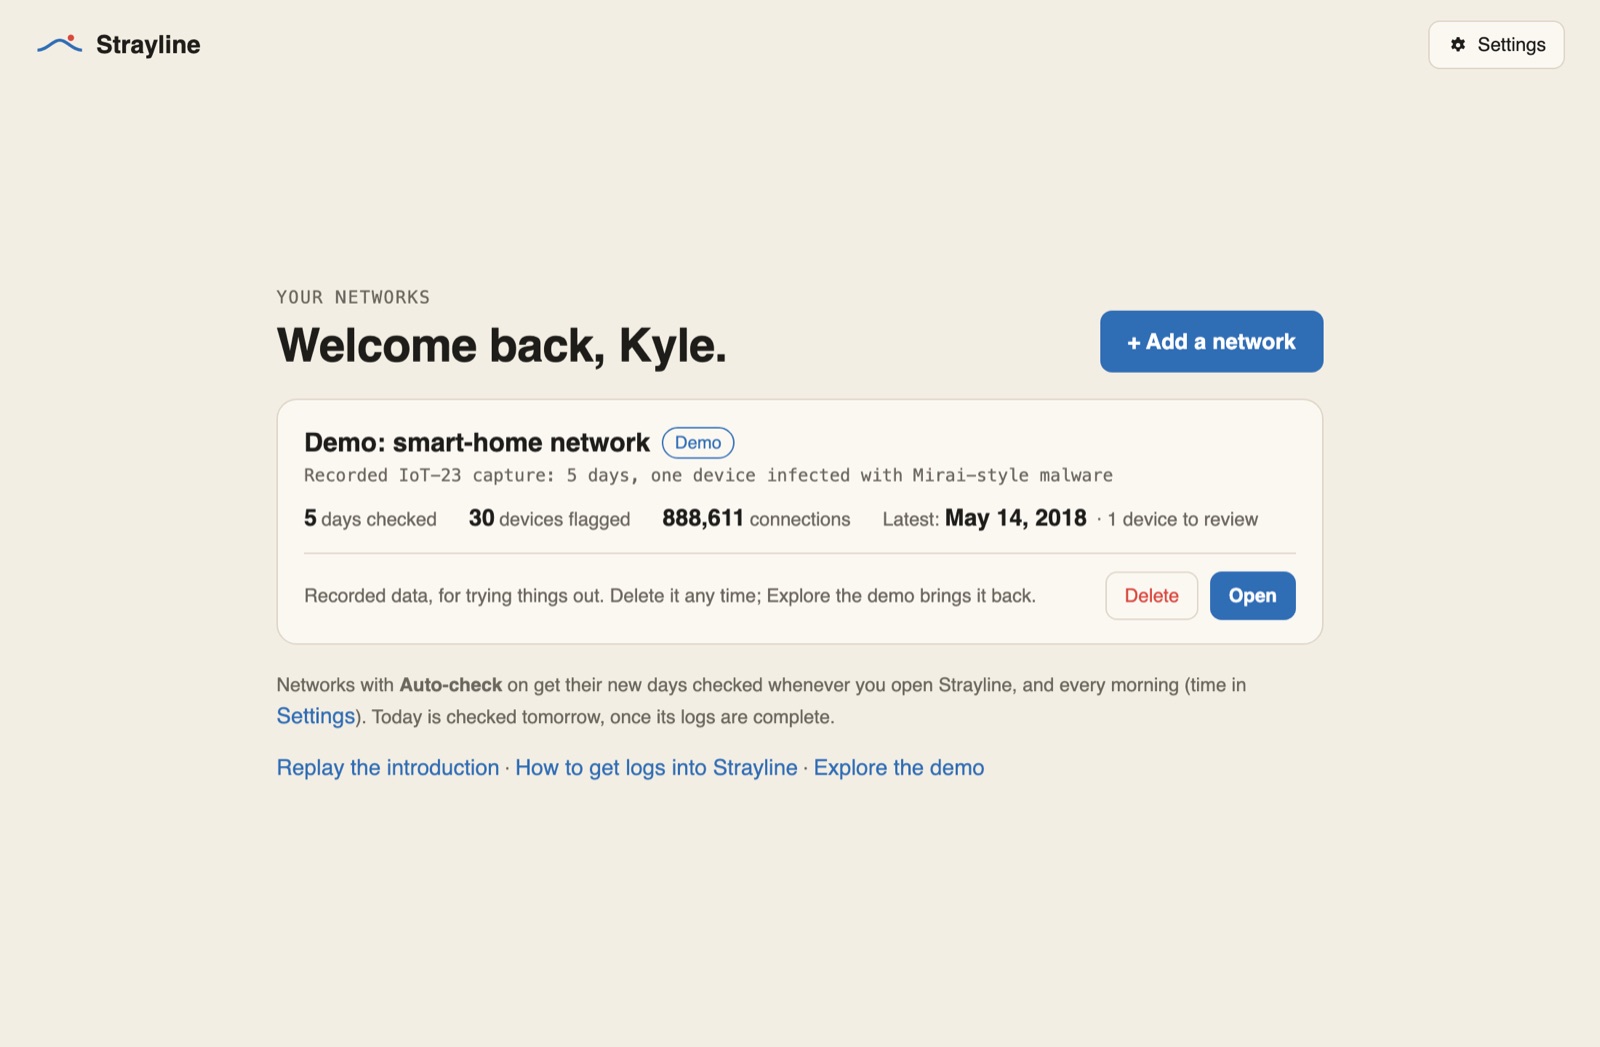 Strayline
Settings
YOUR NETWORKS
Welcome back, Kyle.
+ Add a network
Demo: smart-home network Demo
Recorded IoT-23 capture: 5 days, one device infected with Mirai-style malware
5 days checked 30 devices flagged 888,611 connections Latest: May 14, 2018 · 1 device to review
Recorded data, for trying things out. Delete it any time; Explore the demo brings it back.
Delete
Open
Networks with Auto-check on get their new days checked whenever you open Strayline, and every morning (time in
Settings). Today is checked tomorrow, once its logs are complete.
Replay the introduction · How to get logs into Strayline · Explore the demo